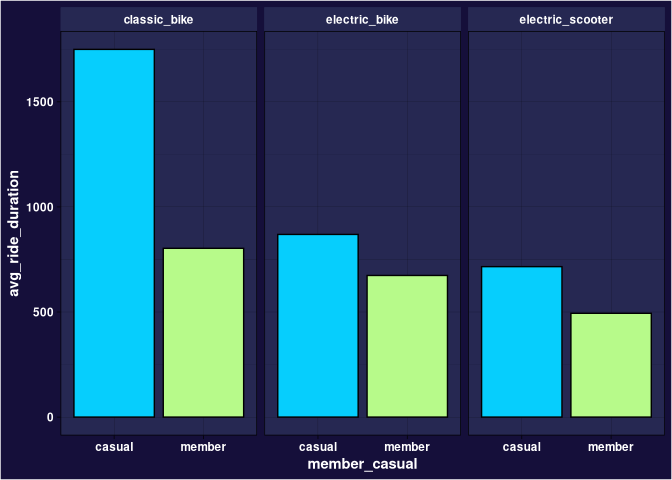 classic_bike electric_bike electric_scooter
avg_ride_duration
1500
1000
500
0
casual member casual member casual member
member_casual